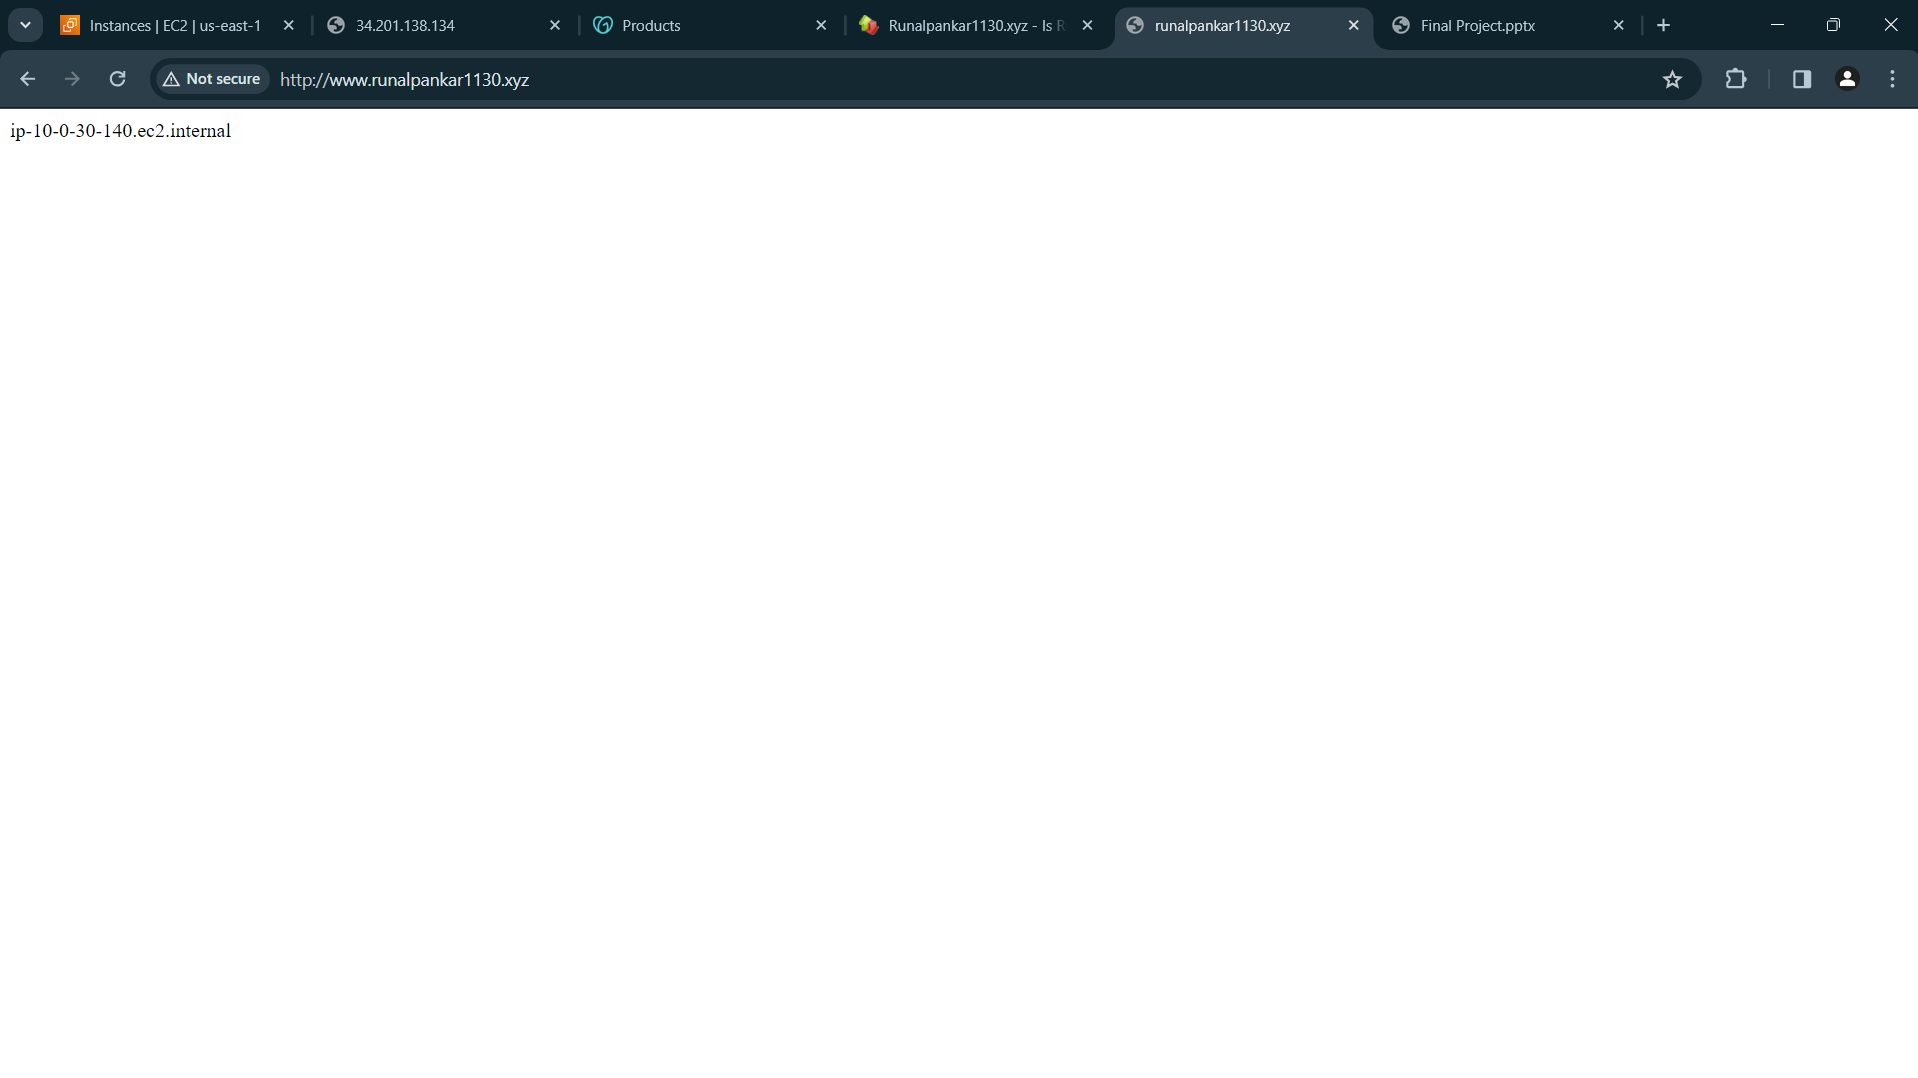 Instances | EC2 | us-east-1
34.201.138.134
Products
Runalpankar1130.xyz - Is R
runalpankar1130.xyz
Final Project.pptx
Not secure
http://www.runalpankar1130.xyz
ip-10-0-30-140.ec2.internal